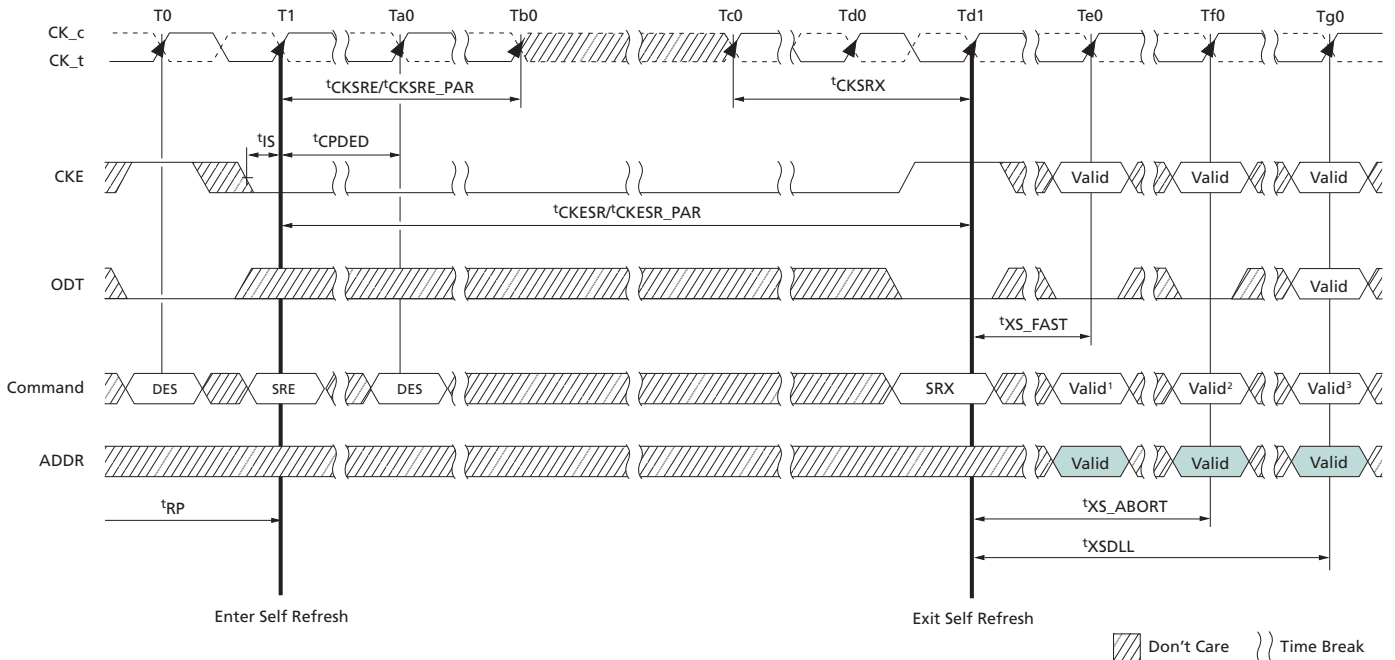 T0 T1 Ta0 Tb0 Tc0 Td0 Td1 Te0 Tf0 Tg0
CK_c
CK_t
tCKSRE/tCKSRE_PAR tCKSRX
tIS tCPDED
CKE Valid Valid Valid
tCKESR/tCKESR_PAR
ODT Valid
tXS_FAST
Command DES SRE DES SRX Valid1 Valid2 Valid3
ADDR Valid Valid Valid
tRP tXS_ABORT
tXSDLL
Enter Self Refresh Exit Self Refresh
Don't Care Time Break